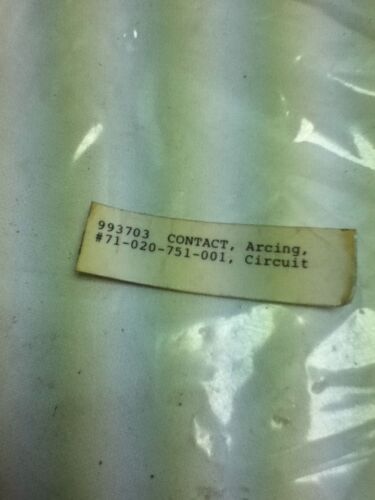 993703 CONTACT, Arcing,
#71-020-751-001, Circuit